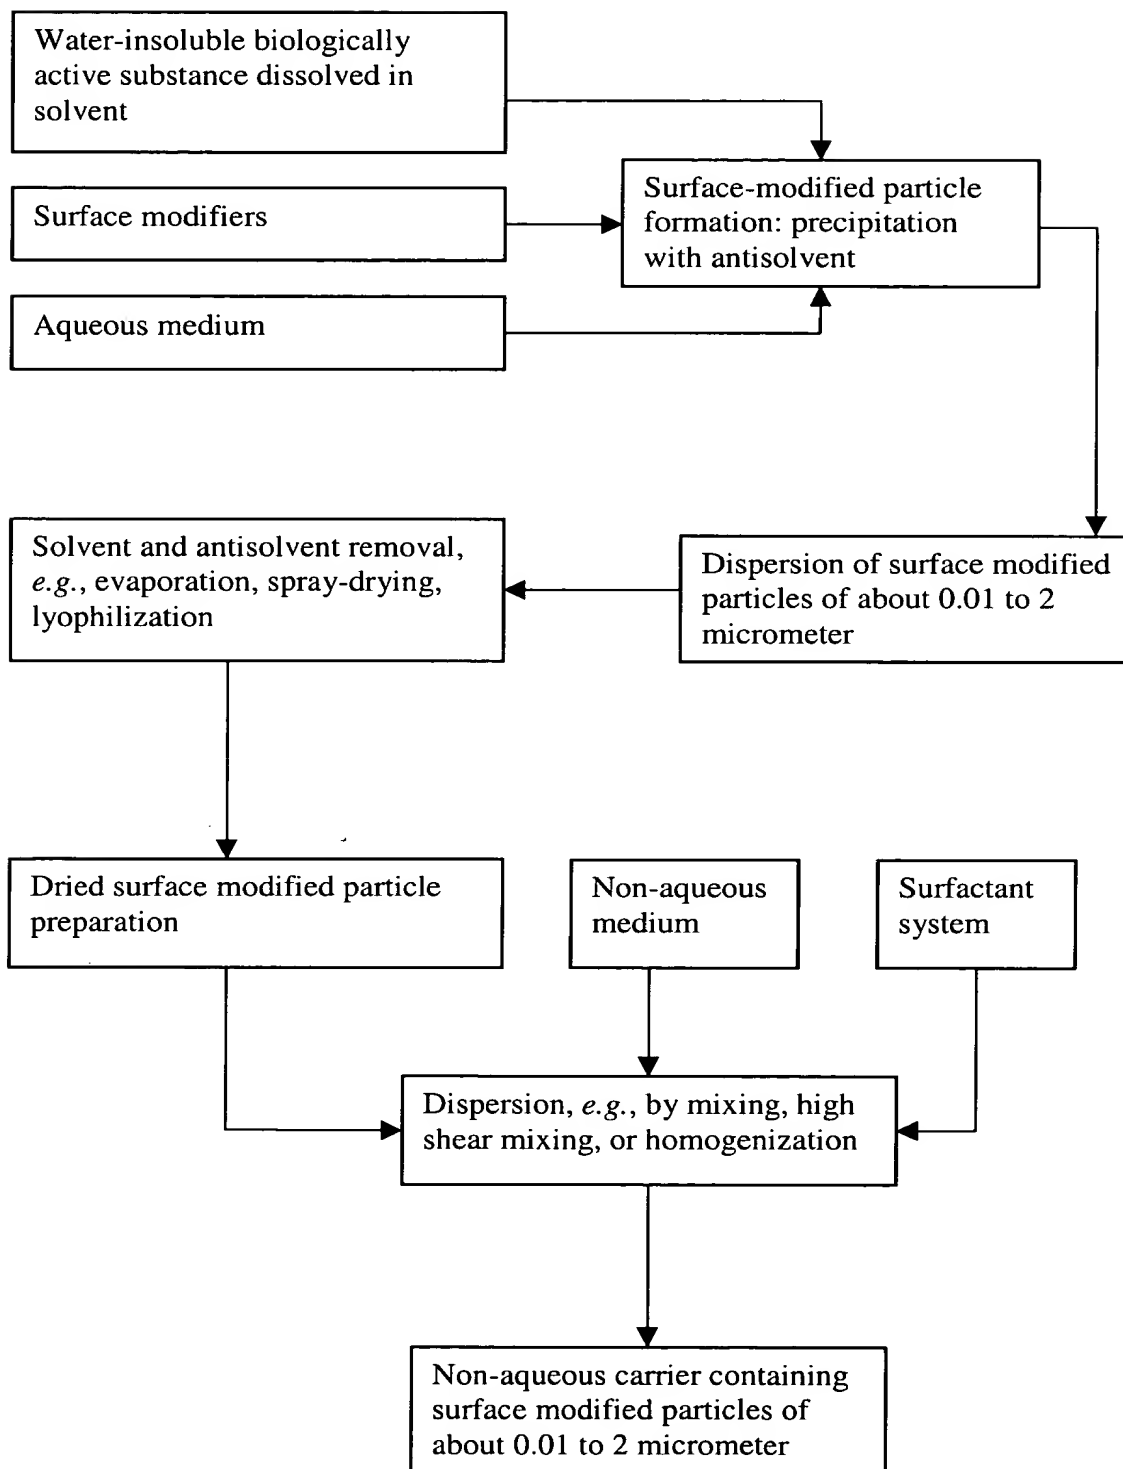 Water-insoluble biologically
active substance dissolved in
solvent
Surface modifiers
Aqueous medium
Surface-modified particle
formation: precipitation
with antisolvent
Solvent and antisolvent removal,
e.g., evaporation, spray-drying,
lyophilization
Dispersion of surface modified
particles of about 0.01 to 2
micrometer
Dried surface modified particle
preparation
Non-aqueous
medium
Surfactant
system
Dispersion, e.g., by mixing, high
shear mixing, or homogenization
Non-aqueous carrier containing
surface modified particles of
about 0.01 to 2 micrometer